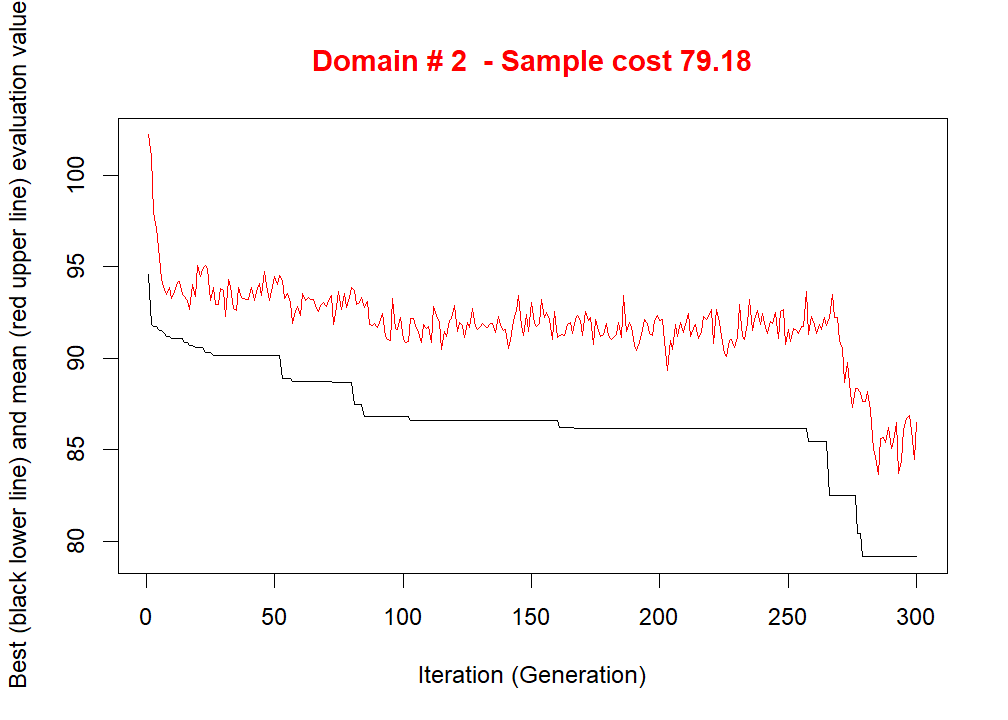 Domain # 2  - Sample cost 79.18
Best (black lower line) and mean (red upper line) evaluation value
100
95
90
85
80
0 50 100 150 200 250 300
Iteration (Generation)